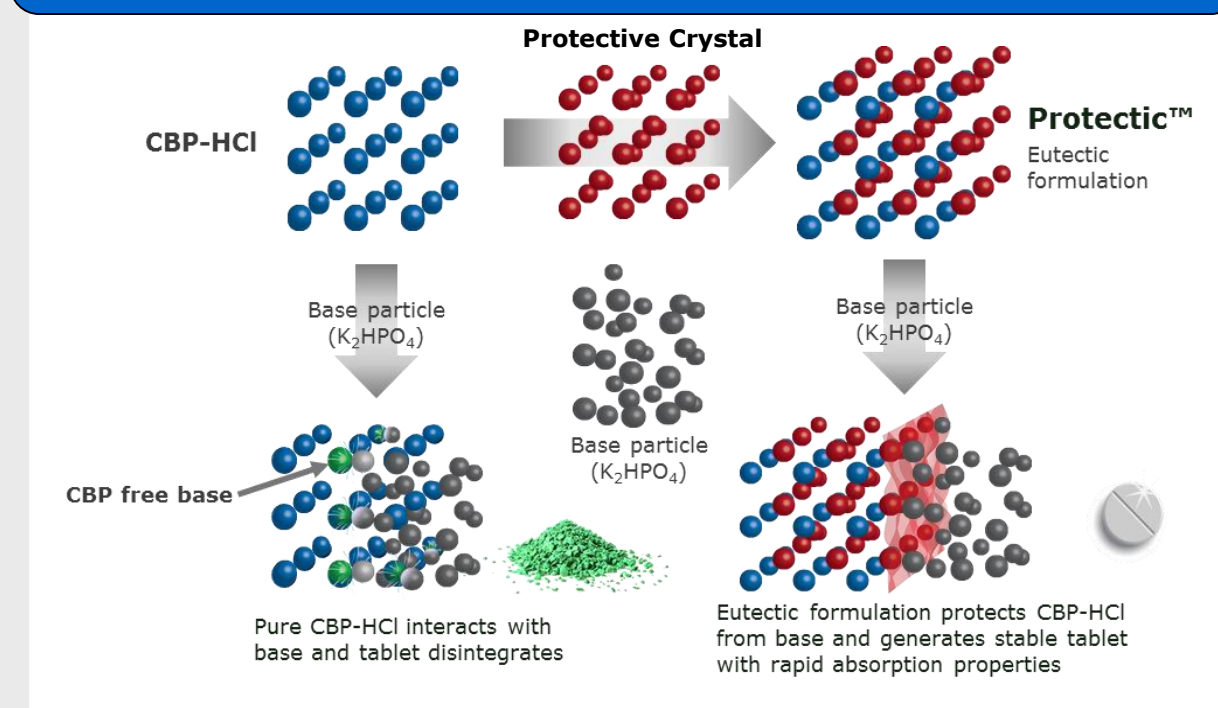 Protective Crystal
CBP-HCl
Protectic™
Eutectic
formulation
Base particle
(K₂HPO₄)
Base particle
(K₂HPO₄)
Base particle
(K₂HPO₄)
CBP free base
Pure CBP-HCl interacts with
base and tablet disintegrates
Eutectic formulation protects CBP-HCl
from base and generates stable tablet
with rapid absorption properties